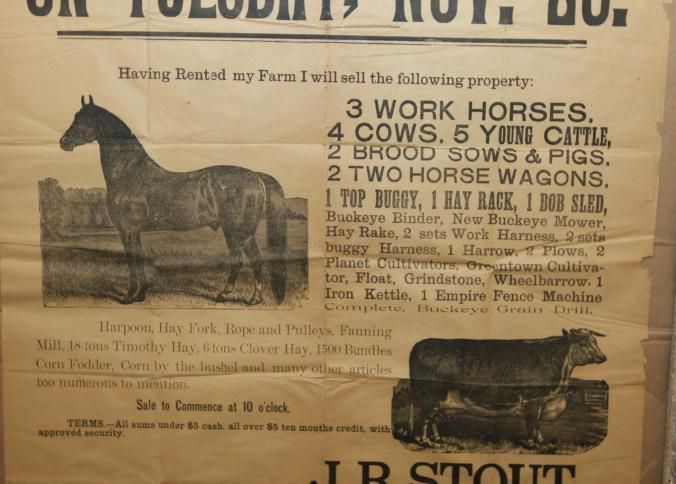 ON TUESDAY, NOV. 26.
Having Rented my Farm I will sell the following property:
3 WORK HORSES,
4 COWS, 5 YOUNG CATTLE,
2 BROOD SOWS & PIGS,
2 TWO HORSE WAGONS,
1 TOP BUGGY, 1 HAY RACK, 1 BOB SLED,
Buckeye Binder, New Buckeye Mower,
Hay Rake, 2 sets Work Harness, 2 sets
buggy Harness, 1 Harrow, 2 Plows, 2
Planet Cultivators, Greentown Cultiva-
tor, Float, Grindstone, Wheelbarrow, 1
Iron Kettle, 1 Empire Fence Machine
Complete, Buckeye Grain Drill,
Harpoon, Hay Fork, Rope and Pulleys, Fanning
Mill, 18 tons Timothy Hay, 6 tons Clover Hay, 1500 Bundles
Corn Fodder, Corn by the bushel and many other articles
too numerous to mention.
Sale to Commence at 10 o'clock.
TERMS.--All sums under $5 cash, all over $5 ten months credit, with
approved security.
J. R. STOUT